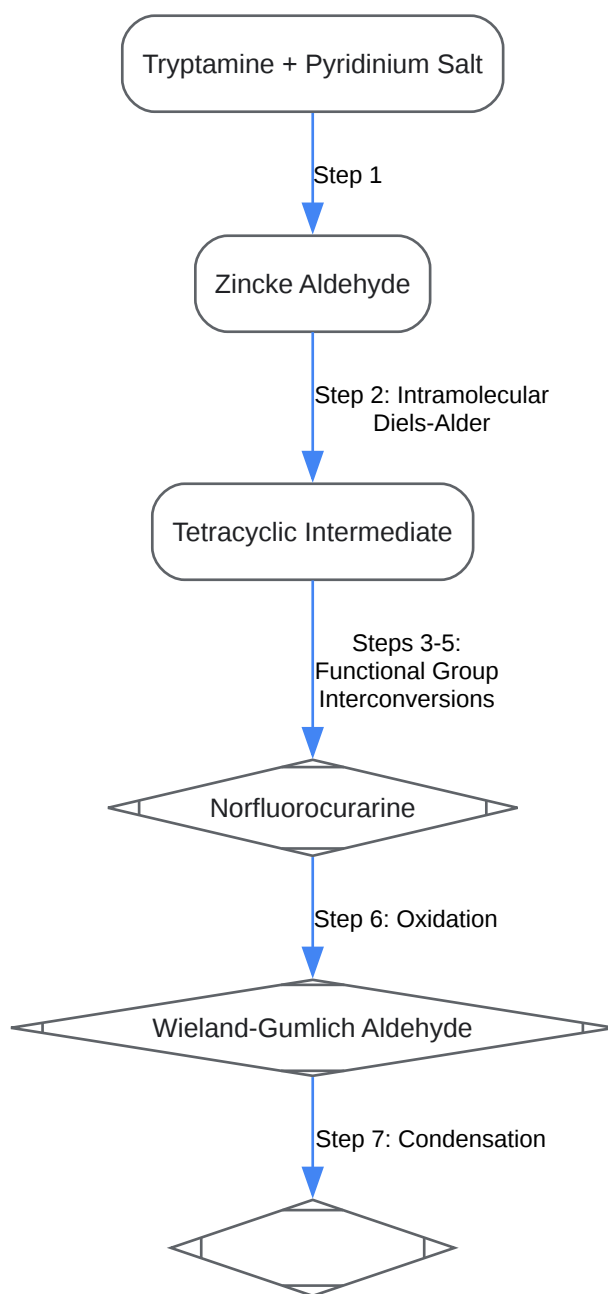 Tryptamine + Pyridinium Salt
Step 1
Zincke Aldehyde
Step 2: Intramolecular
Diels-Alder
Tetracyclic Intermediate
Steps 3-5:
Functional Group
Interconversions
Norfluorocurarine
Step 6: Oxidation
Wieland-Gumlich Aldehyde
Step 7: Condensation